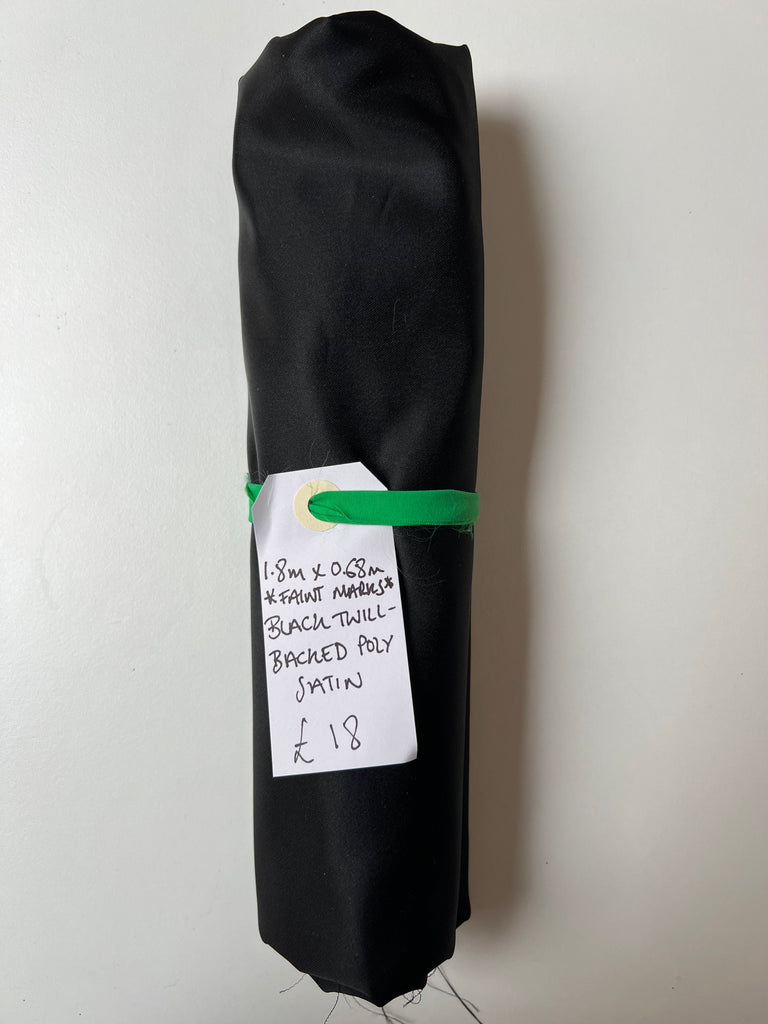 1.8m x 0.68m
*FAINT MARKS*
BLACK TWILL-
BACKED POLY
SATIN
£18